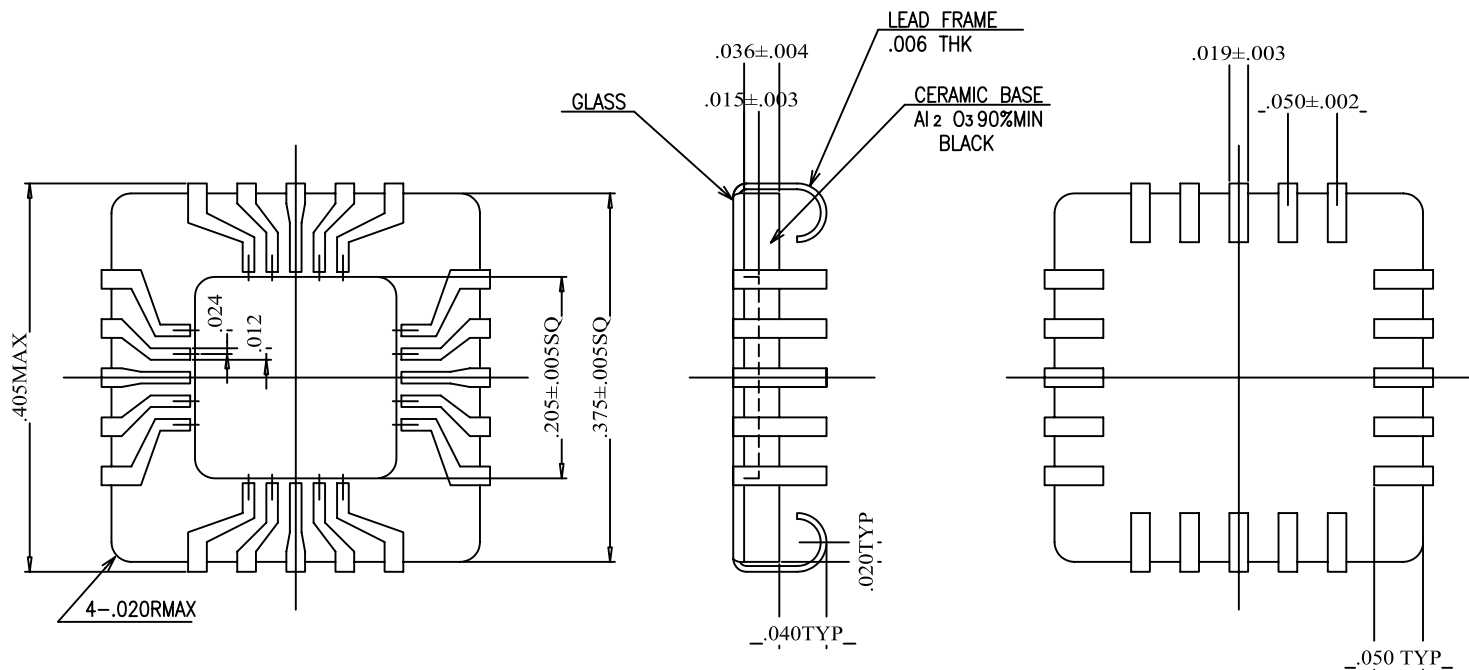 LEAD FRAME
.006 THK
.036±.004
.019±.003
GLASS
.015±.003
CERAMIC BASE
Al2 O3 90%MIN
BLACK
.050±.002
.024
.012
.405MAX
.205±.005SQ
.375±.005SQ
.020TYP
4-.020RMAX
.040TYP
.050 TYP